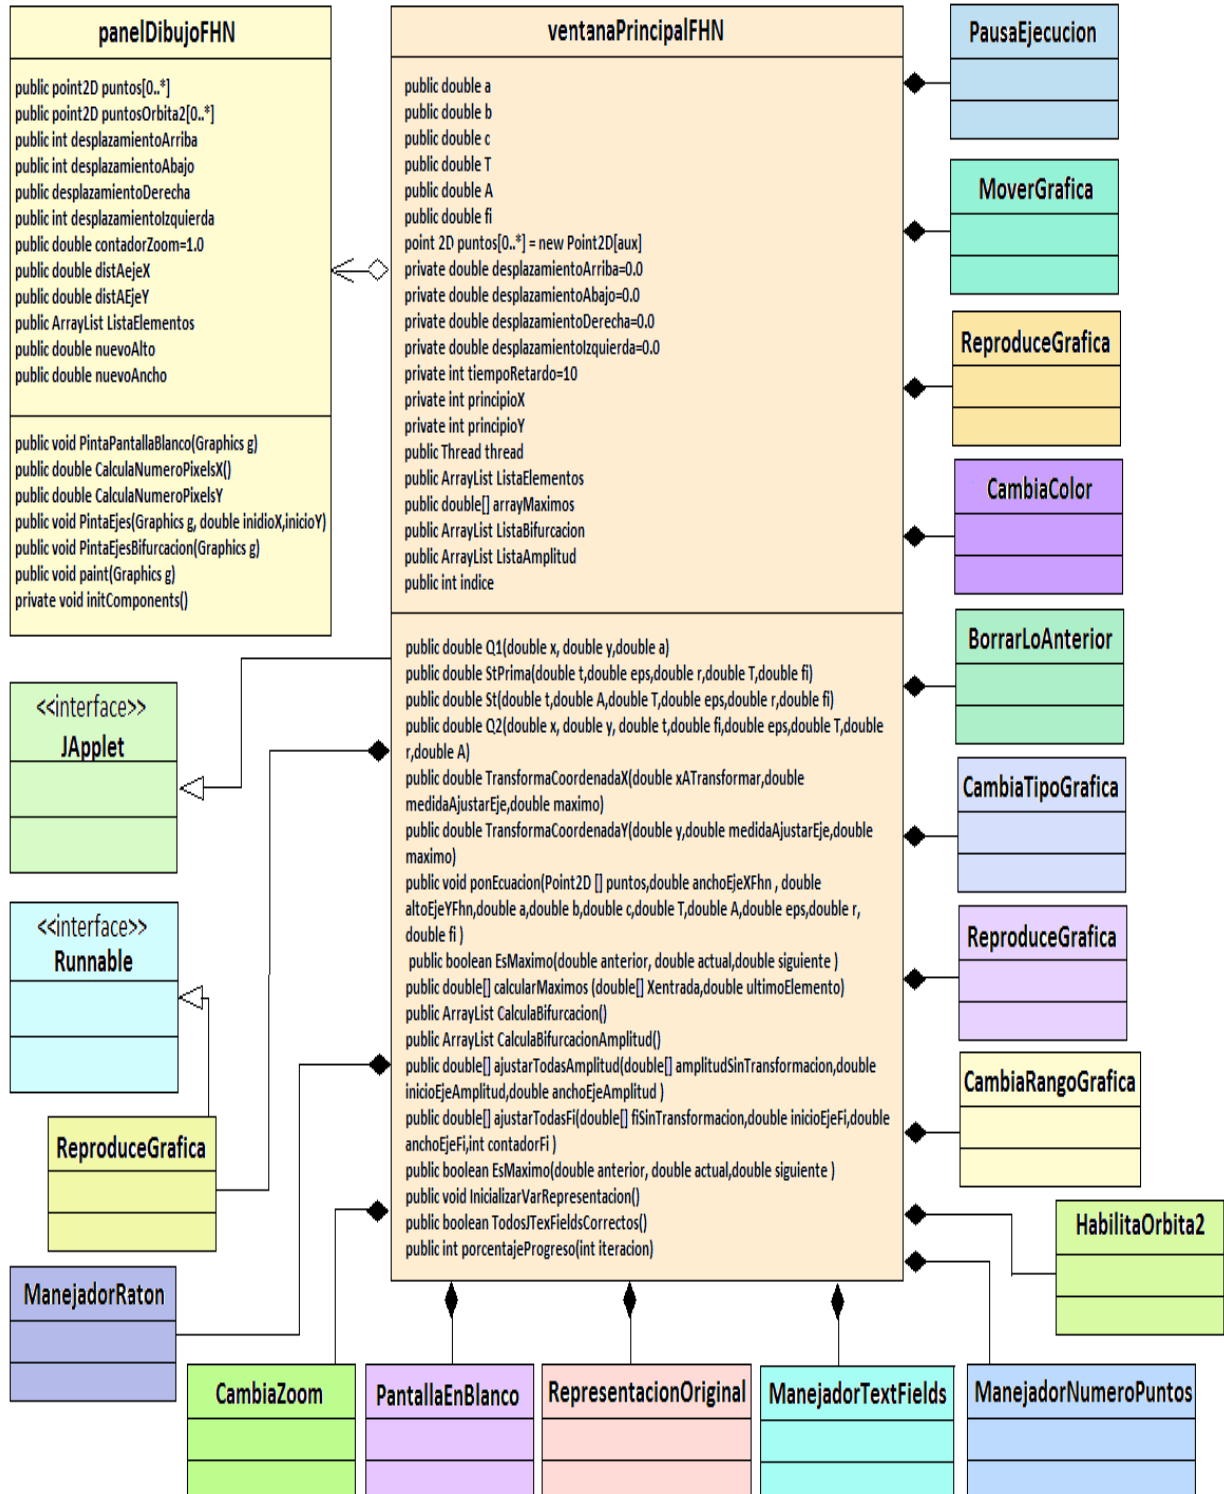 panelDibujoFHN
public point2D puntos[0..*]
public point2D puntosOrbita2[0..*]
public int desplazamientoArriba
public int desplazamientoAbajo
public desplazamientoDerecha
public int desplazamientoIzquierda
public double contadorZoom=1.0
public double distAejeX
public double distAEjeY
public ArrayList ListaElementos
public double nuevoAlto
public double nuevoAncho
public void PintaPantallaBlanco(Graphics g)
public double CalculaNumeroPixelsX()
public double CalculaNumeroPixelsY
public void PintaEjes(Graphics g, double inidioX,inicioY)
public void PintaEjesBifurcacion(Graphics g)
public void paint(Graphics g)
private void initComponents()
ventanaPrincipalFHN
public double a
public double b
public double c
public double T
public double A
public double fi
point 2D puntos[0..*] = new Point2D[aux]
private double desplazamientoArriba=0.0
private double desplazamientoAbajo=0.0
private double desplazamientoDerecha=0.0
private double desplazamientoIzquierda=0.0
private int tiempoRetardo=10
private int principioX
private int principioY
public Thread thread
public ArrayList ListaElementos
public double[] arrayMaximos
public ArrayList ListaBifurcacion
public ArrayList ListaAmplitud
public int indice
public double Q1(double x, double y,double a)
public double StPrima(double t,double eps,double r,double T,double fi)
public double St(double t,double A,double T,double eps,double r,double fi)
public double Q2(double x, double y, double t,double fi,double eps,double T,double
r,double A)
public double TransformaCoordenadaX(double xATransformar,double
medidaAjustarEje,double maximo)
public double TransformaCoordenadaY(double y,double medidaAjustarEje,double
maximo)
public void ponEcuacion(Point2D [] puntos,double anchoEjeXFhn , double
altoEjeYFhn,double a,double b,double c,double T,double A,double eps,double r,
double fi )
public boolean EsMaximo(double anterior, double actual,double siguiente )
public double[] calcularMaximos (double[] Xentrada,double ultimoElemento)
public ArrayList CalculaBifurcacion()
public ArrayList CalculaBifurcacionAmplitud()
public double[] ajustarTodasAmplitud(double[] amplitudSinTransformacion,double
inicioEjeAmplitud,double anchoEjeAmplitud )
public double[] ajustarTodasFi(double[] fiSinTransformacion,double inicioEjeFi,double
anchoEjeFi,int contadorFi )
public boolean EsMaximo(double anterior, double actual,double siguiente )
public void InicializarVarRepresentacion()
public boolean TodosJTexFieldsCorrectos()
public int porcentajeProgreso(int iteracion)
PausaEjecucion
MoverGrafica
ReproduceGrafica
CambiaColor
BorrarLoAnterior
CambiaTipoGrafica
ReproduceGrafica
CambiaRangoGrafica
HabilitaOrbita2
<<interface>>
JApplet
<<interface>>
Runnable
ReproduceGrafica
ManejadorRaton
CambiaZoom
PantallaEnBlanco
RepresentacionOriginal
ManejadorTextFields
ManejadorNumeroPuntos